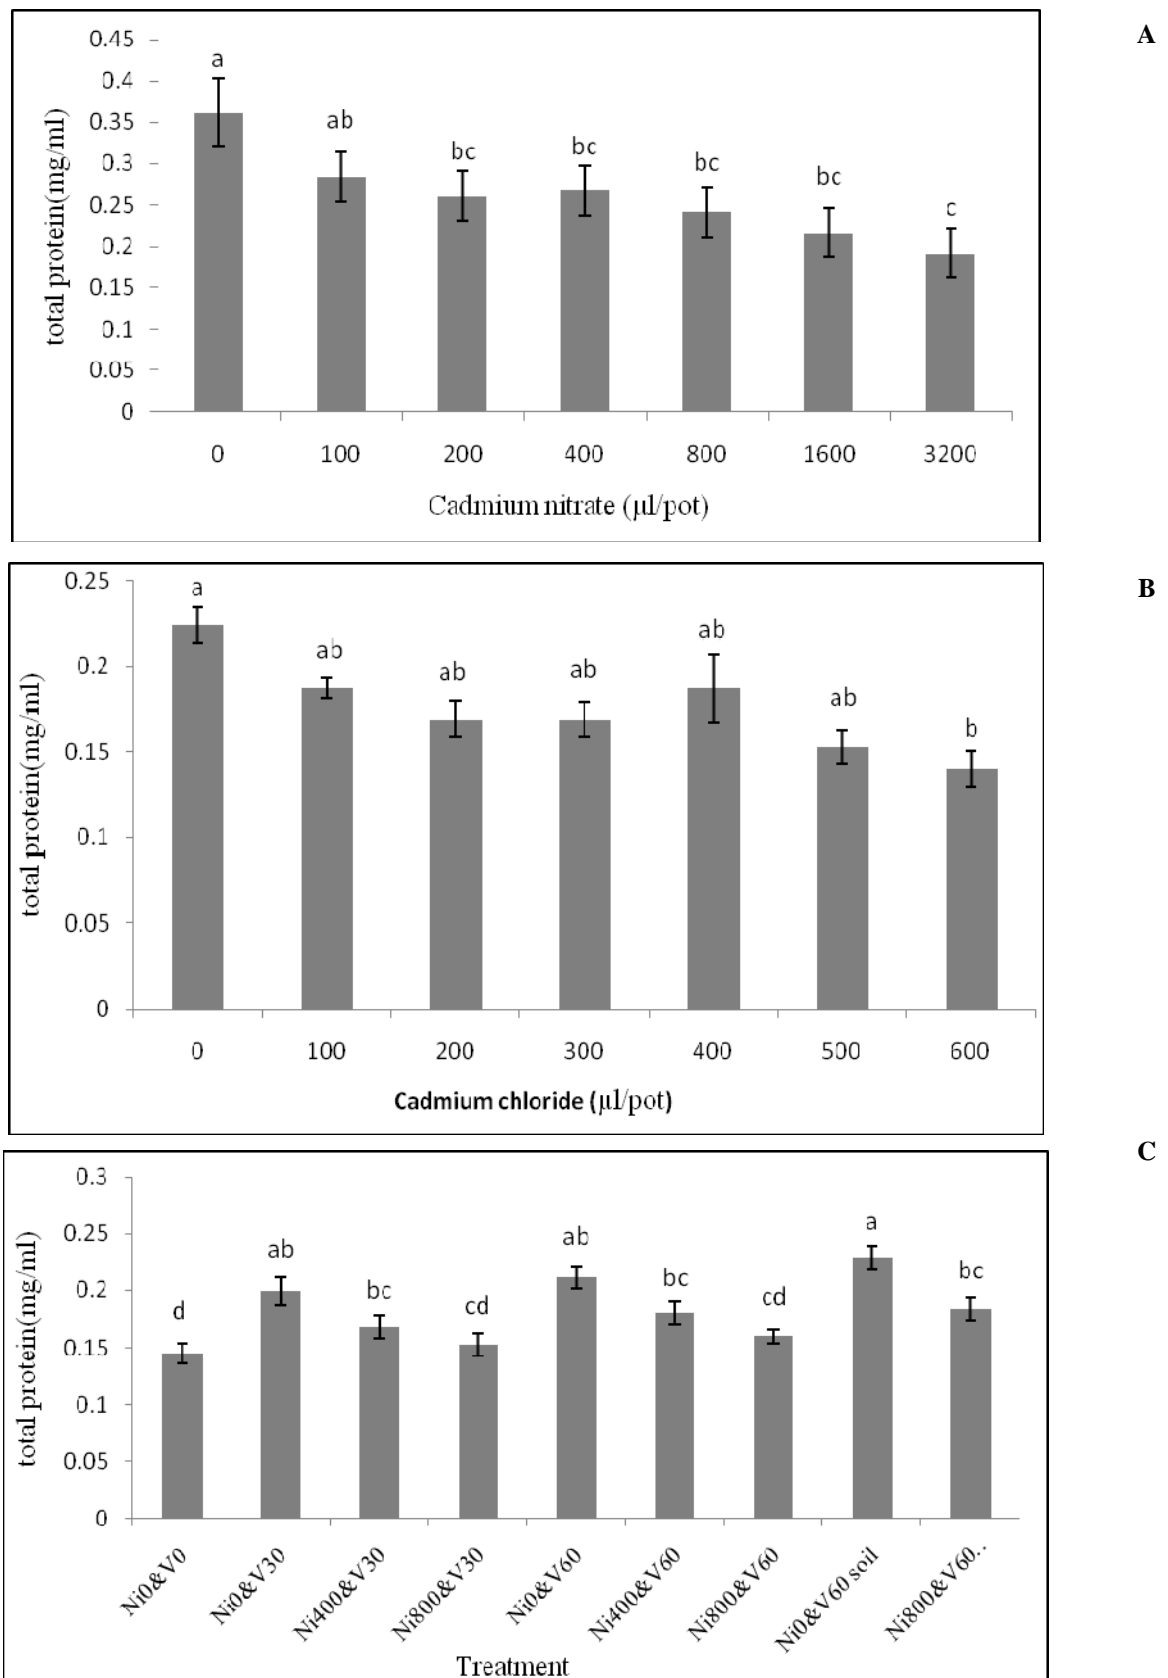 A
total protein(mg/ml)
0.45
0.4
0.35
0.3
0.25
0.2
0.15
0.1
0.05
0
a
ab
bc
bc
bc
bc
c
0 100 200 400 800 1600 3200
Cadmium nitrate (µl/pot)
B
total protein(mg/ml)
0.25
0.2
0.15
0.1
0.05
0
a
ab
ab
ab
ab
ab
b
0 100 200 300 400 500 600
Cadmium chloride (µl/pot)
C
total protein(mg/ml)
0.3
0.25
0.2
0.15
0.1
0.05
0
d
ab
bc
cd
ab
bc
cd
a
bc
Ni0&V0
Ni0&V30
Ni400&V30
Ni800&V30
Ni0&V60
Ni400&V60
Ni800&V60
Ni0&V60 soil
Ni800&V60..
Treatment